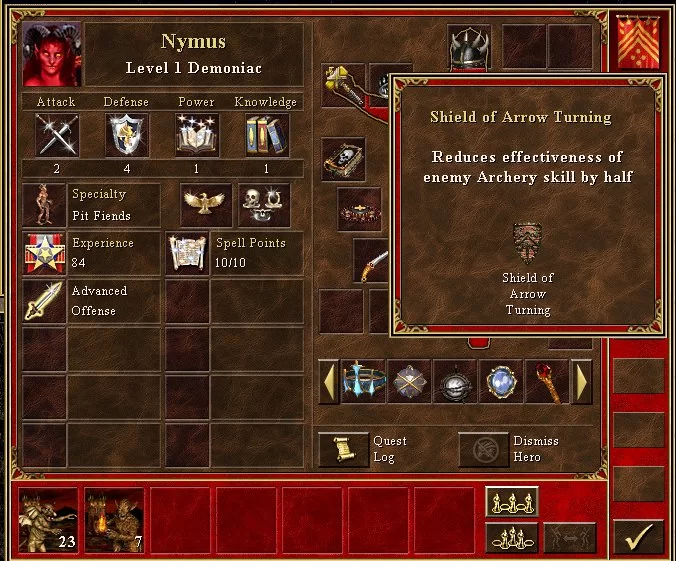 Nymus
Level 1 Demoniac
Attack Defense Power Knowledge
2 4 1 1
Specialty
Pit Fiends
Experience
84
Spell Points
10/10
Advanced
Offense
Shield of Arrow Turning
Reduces effectiveness of
enemy Archery skill by half
Shield of
Arrow
Turning
Quest
Log
Dismiss
Hero
23
7